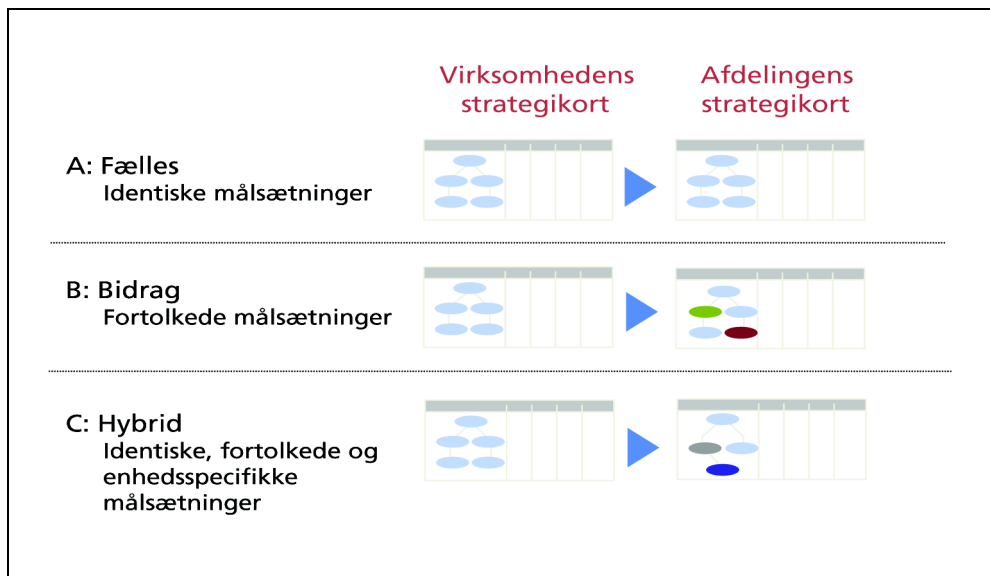 Virksomhedens
strategikort
Afdelingens
strategikort
A: Fælles
Identiske målsætninger
B: Bidrag
Fortolkede målsætninger
C: Hybrid
Identiske, fortolkede og
enhedsspecifikke
målsætninger